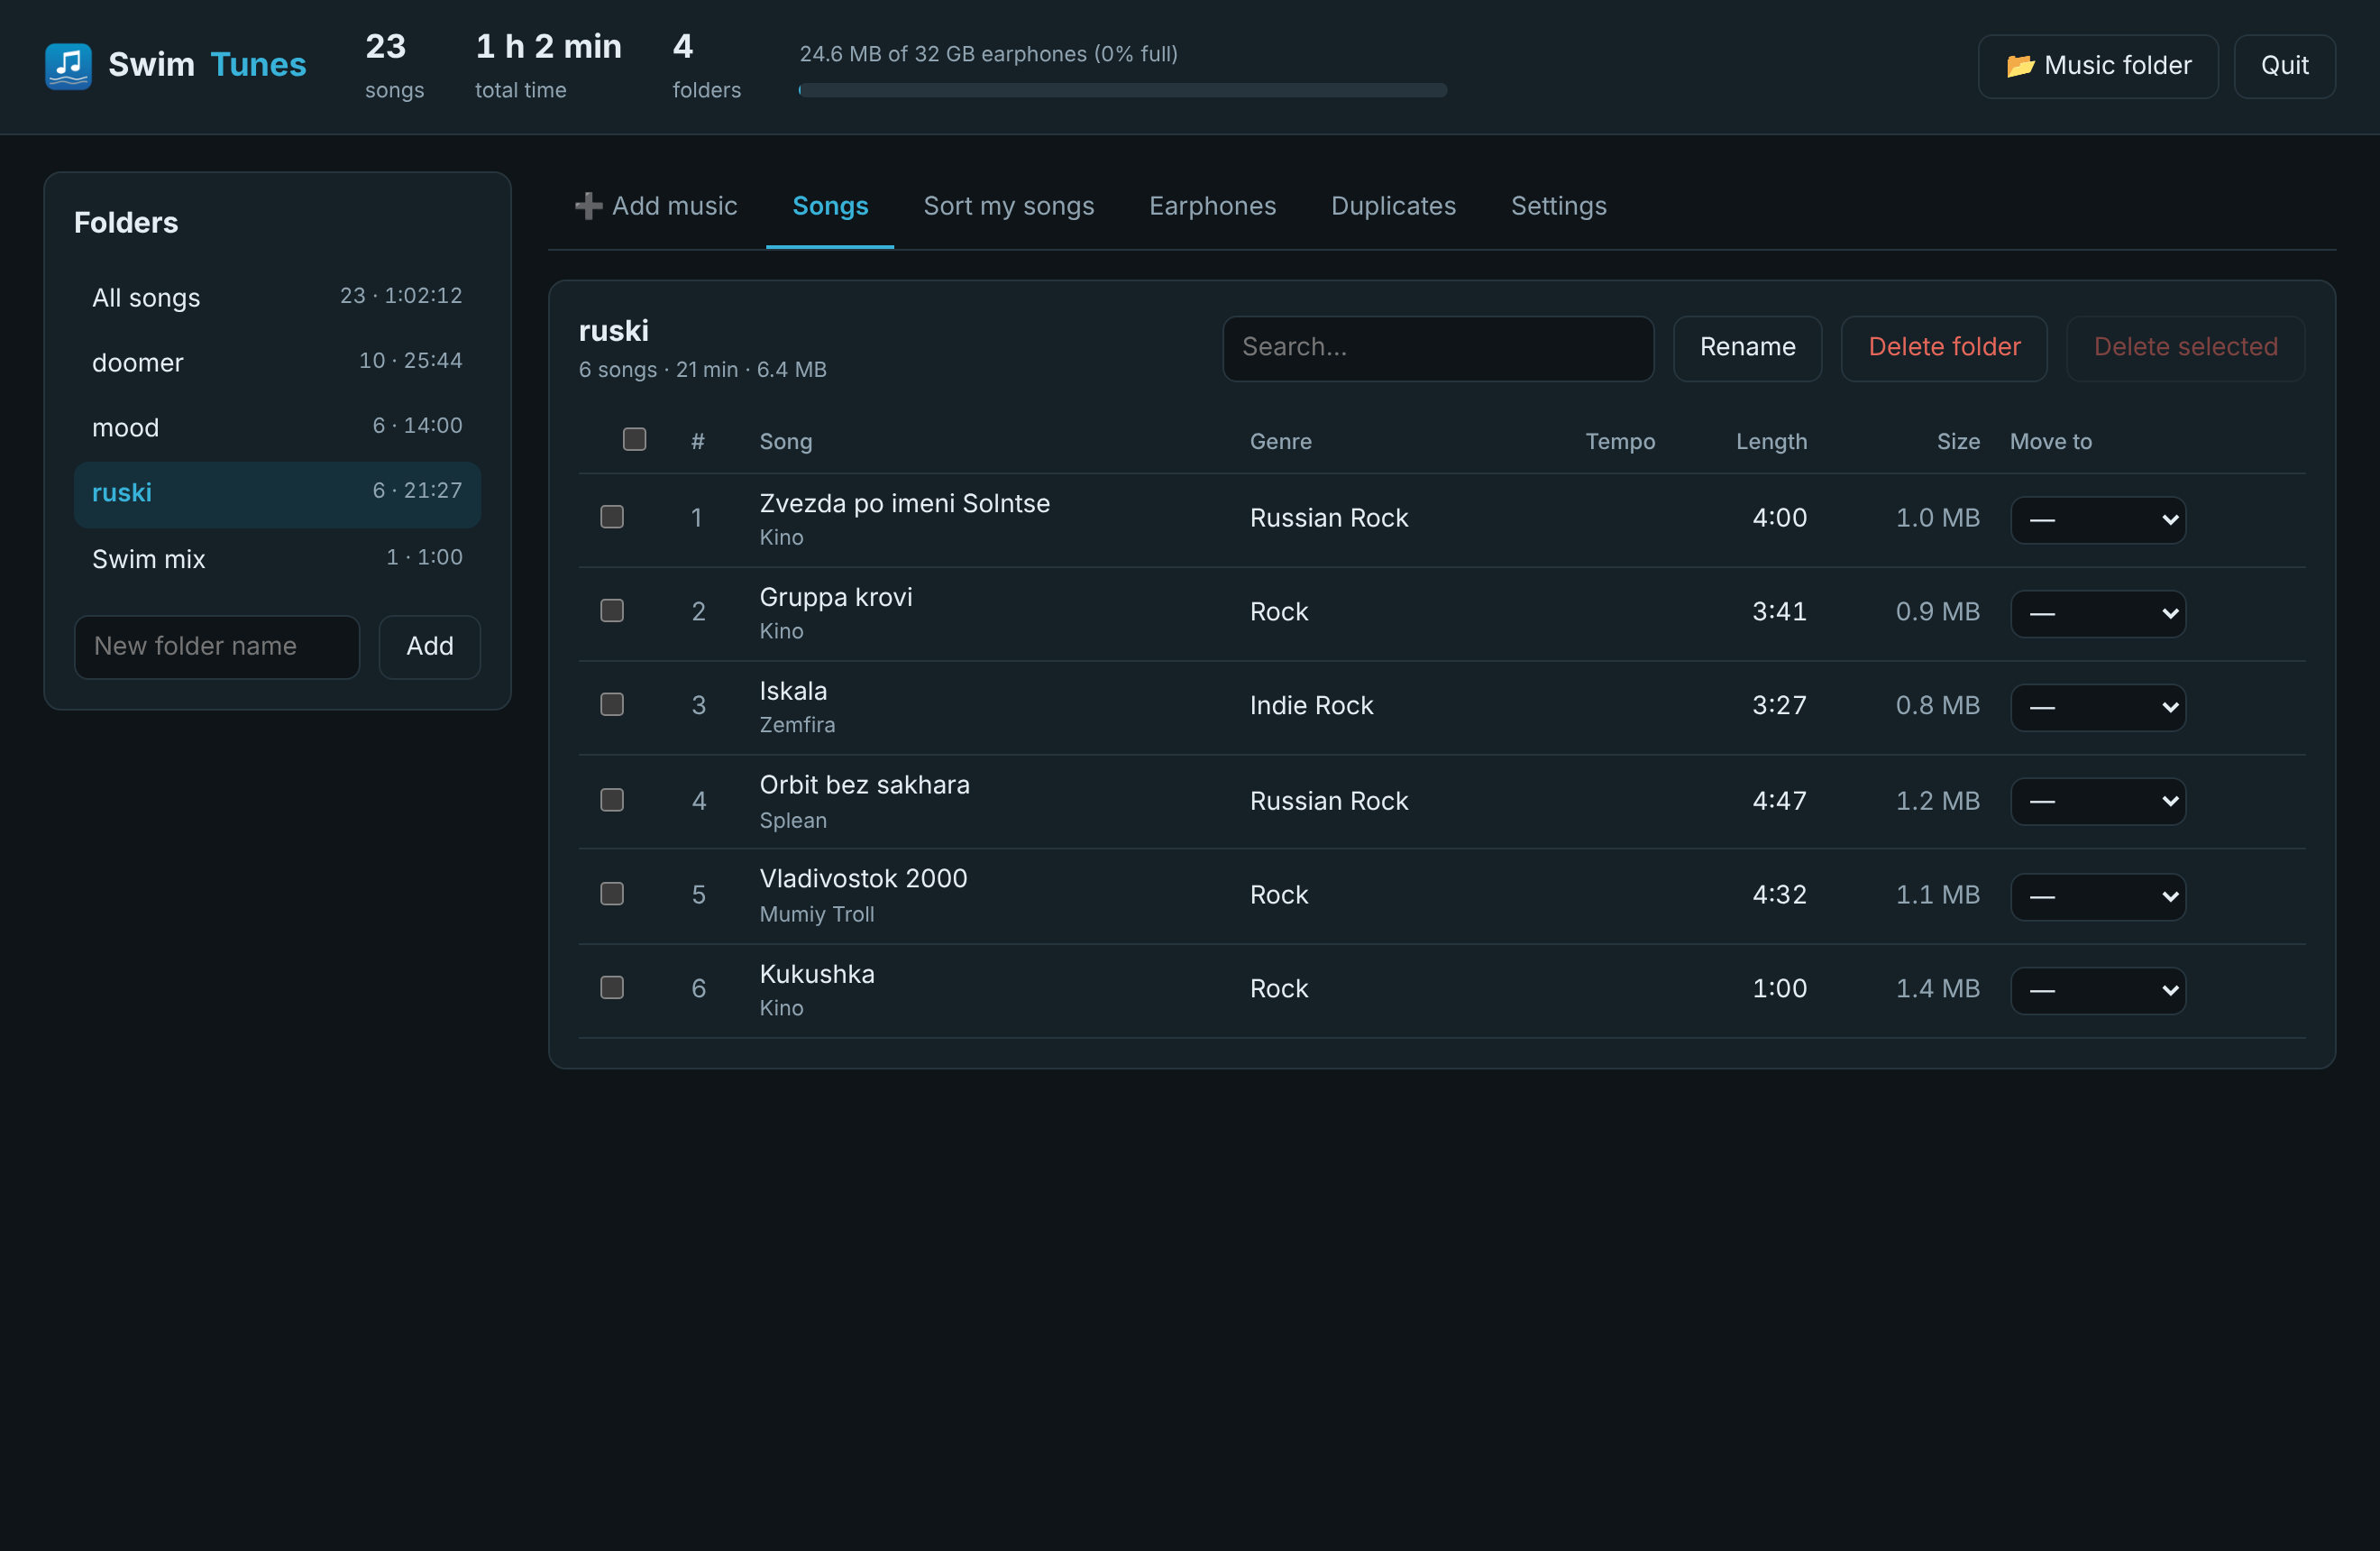 Swim Tunes
23 songs
1 h 2 min total time
4 folders
24.6 MB of 32 GB earphones (0% full)
📂 Music folder
Quit
Folders
All songs 23 · 1:02:12
doomer 10 · 25:44
mood 6 · 14:00
ruski 6 · 21:27
Swim mix 1 · 1:00
New folder name
Add
➕ Add music
Songs
Sort my songs
Earphones
Duplicates
Settings
ruski
6 songs · 21 min · 6.4 MB
Search...
Rename
Delete folder
Delete selected
# Song Genre Tempo Length Size Move to
1 Zvezda po imeni Solntse Russian Rock 4:00 1.0 MB —
Kino
2 Gruppa krovi Rock 3:41 0.9 MB —
Kino
3 Iskala Indie Rock 3:27 0.8 MB —
Zemfira
4 Orbit bez sakhara Russian Rock 4:47 1.2 MB —
Splean
5 Vladivostok 2000 Rock 4:32 1.1 MB —
Mumiy Troll
6 Kukushka Rock 1:00 1.4 MB —
Kino